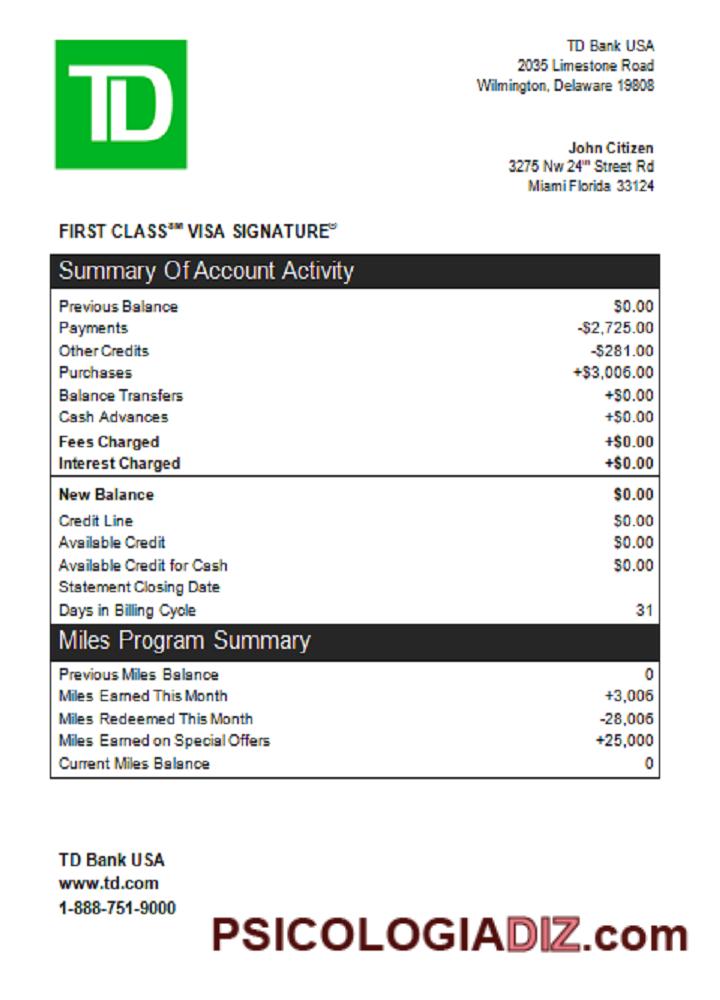 TD
TD Bank USA
2035 Limestone Road
Wilmington, Delaware 19808
John Citizen
3275 Nw 24th Street Rd
Miami Florida 33124
FIRST CLASS℠ VISA SIGNATURE®
Summary Of Account Activity
Previous Balance $0.00
Payments -$2,725.00
Other Credits -$281.00
Purchases +$3,006.00
Balance Transfers +$0.00
Cash Advances +$0.00
Fees Charged +$0.00
Interest Charged +$0.00
New Balance $0.00
Credit Line $0.00
Available Credit $0.00
Available Credit for Cash $0.00
Statement Closing Date
Days in Billing Cycle 31
Miles Program Summary
Previous Miles Balance 0
Miles Earned This Month +3,006
Miles Redeemed This Month -28,006
Miles Earned on Special Offers +25,000
Current Miles Balance 0
TD Bank USA
www.td.com
1-888-751-9000
PSICOLOGIADIZ.com